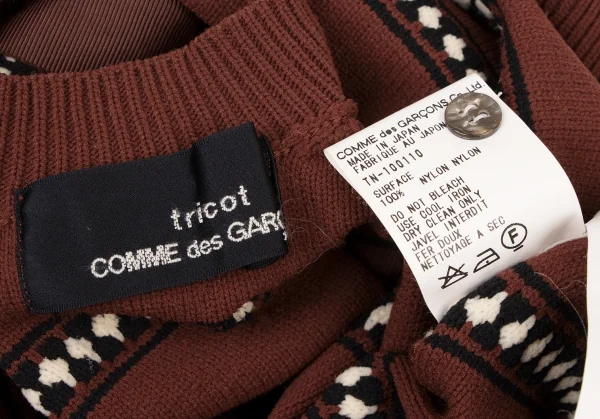 tricot
COMME des GARÇ
COMME des GARÇONS Co., Ltd.
MADE IN JAPAN
FABRIQUE AU JAPON
TN-100110
SURFACE NYLON NYLON
100%
DO NOT BLEACH
USE COOL IRON
DRY CLEAN ONLY
JAVEL INTERDIT
FER DOUX
NETTOYAGE A SEC
F